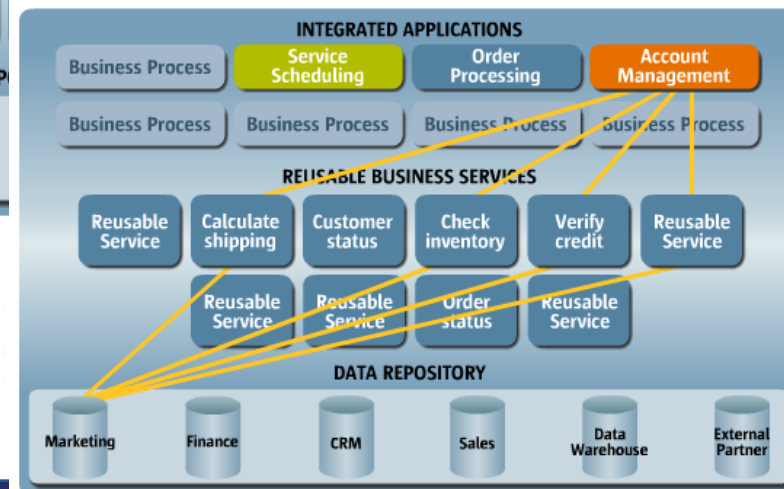 INTEGRATED APPLICATIONS
Business Process
Service
Scheduling
Order
Processing
Account
Management
Business Process
Business Process
Business Process
Business Process
REUSABLE BUSINESS SERVICES
Reusable
Service
Calculate
shipping
Customer
status
Check
inventory
Verify
credit
Reusable
Service
Reusable
Service
Reusable
Service
Order
status
Reusable
Service
DATA REPOSITORY
Marketing
Finance
CRM
Sales
Data
Warehouse
External
Partner